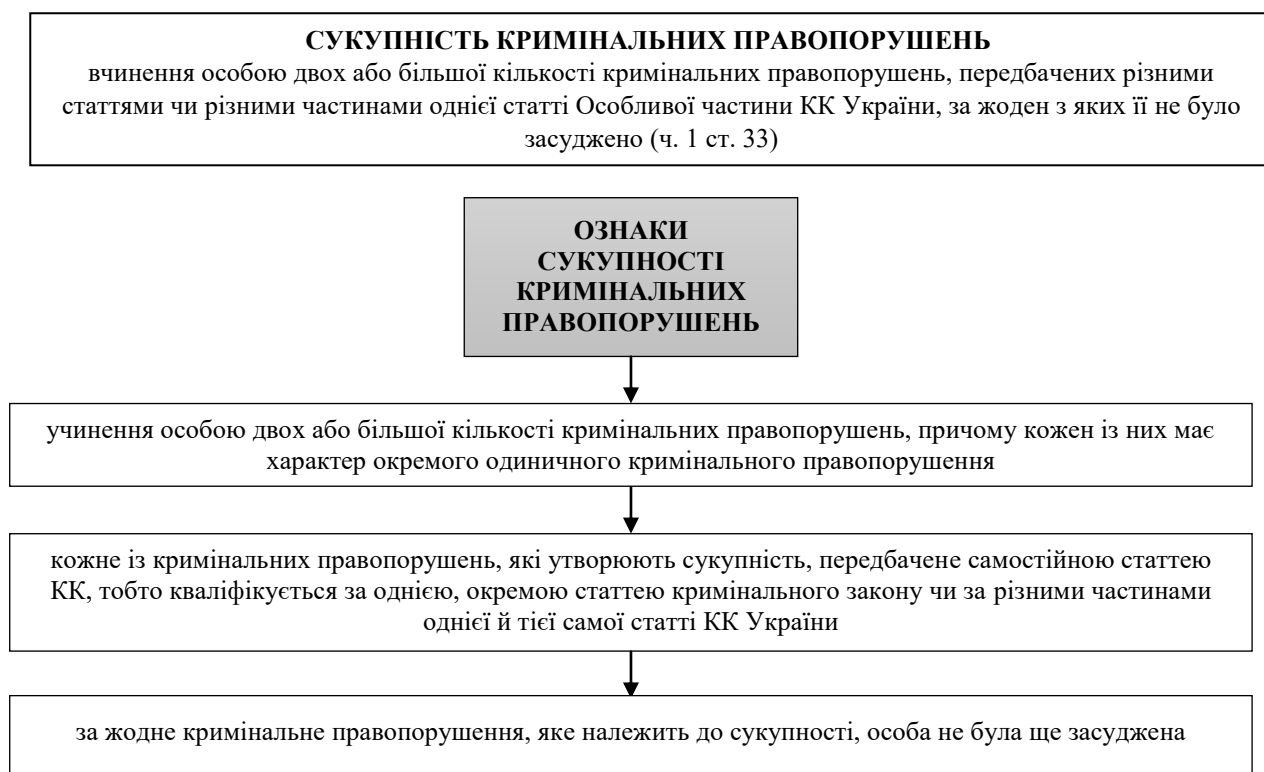 СУКУПНІСТЬ КРИМІНАЛЬНИХ ПРАВОПОРУШЕНЬ
вчинення особою двох або більшої кількості кримінальних правопорушень, передбачених різними
статтями чи різними частинами однієї статті Особливої частини КК України, за жоден з яких її не було
засуджено (ч. 1 ст. 33)
ОЗНАКИ
СУКУПНОСТІ
КРИМІНАЛЬНИХ
ПРАВОПОРУШЕНЬ
учинення особою двох або більшої кількості кримінальних правопорушень, причому кожен із них має
характер окремого одиничного кримінального правопорушення
кожне із кримінальних правопорушень, які утворюють сукупність, передбачене самостійною статтею
КК, тобто кваліфікується за однією, окремою статтею кримінального закону чи за різними частинами
однієї й тієї самої статті КК України
за жодне кримінальне правопорушення, яке належить до сукупності, особа не була ще засуджена